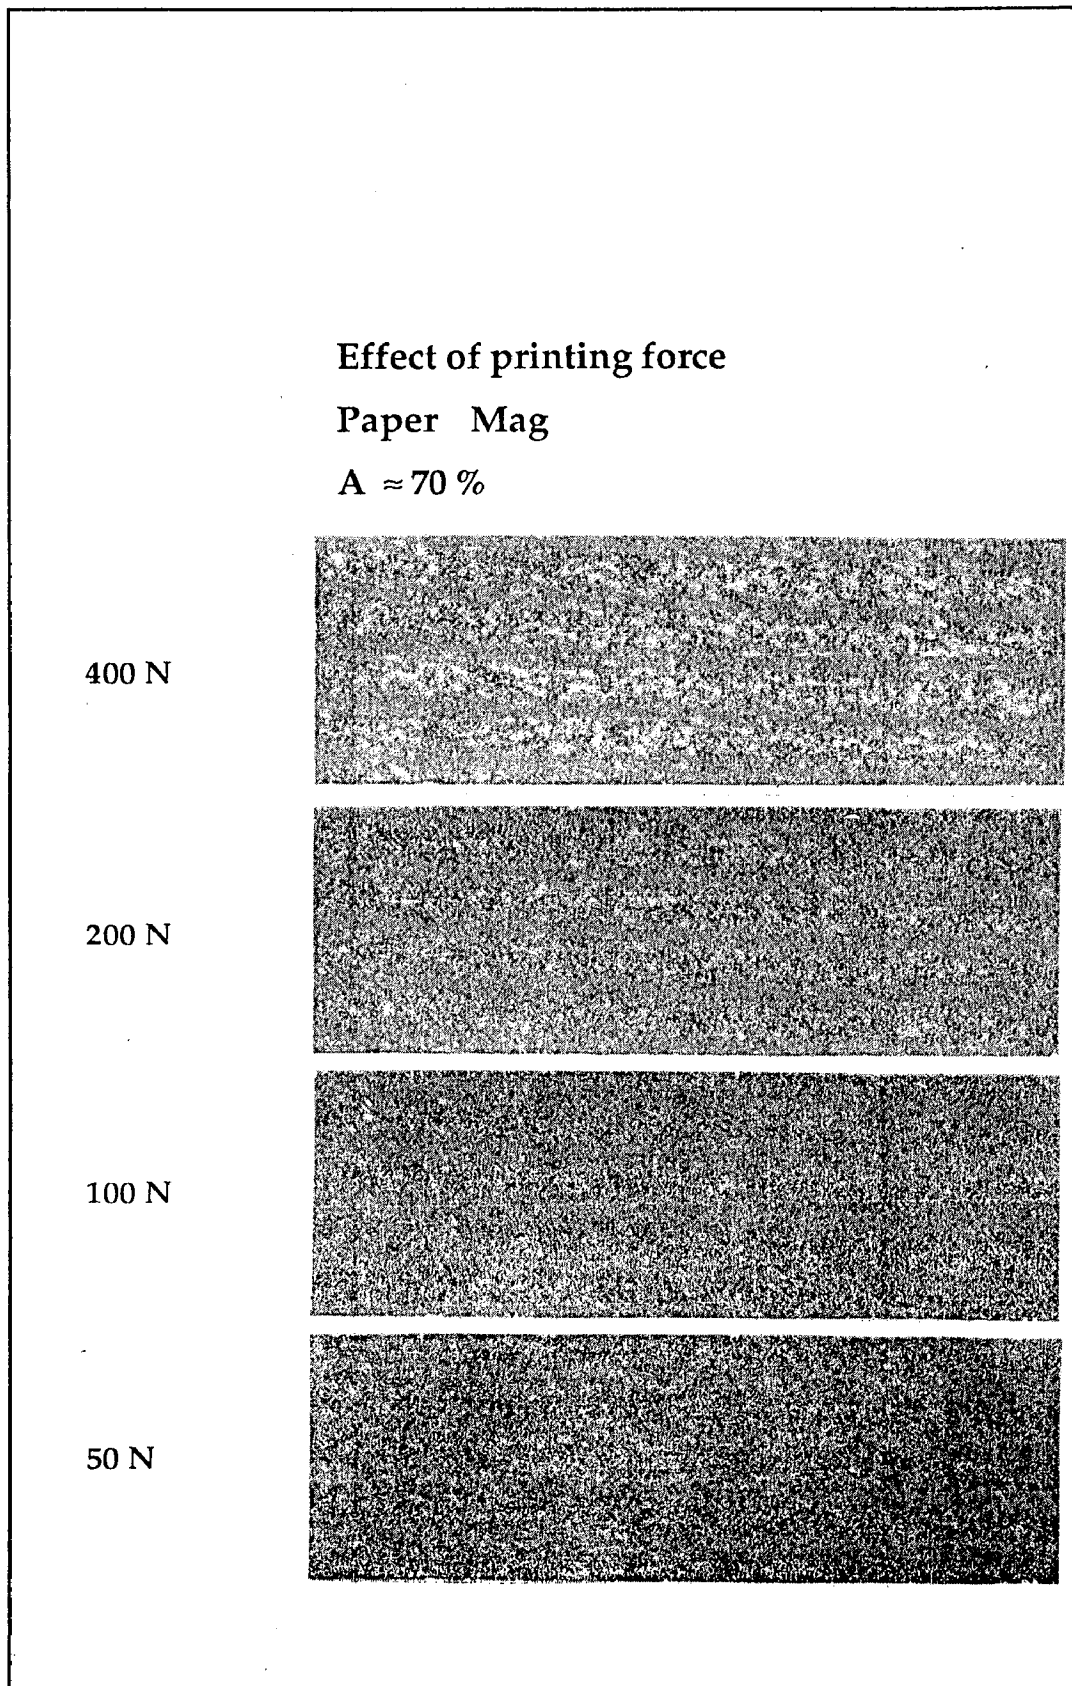 Effect of printing force
Paper Mag
A ≈ 70 %
400 N
200 N
100 N
50 N